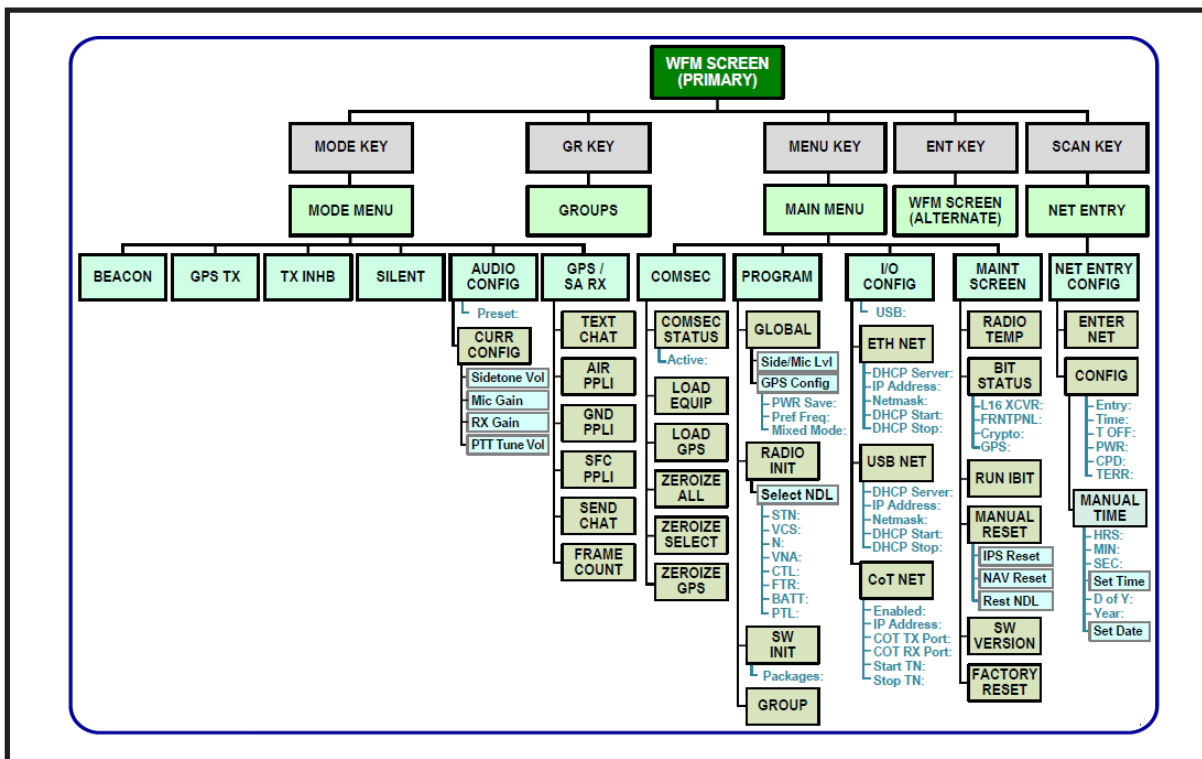 WFM SCREEN
(PRIMARY)
MODE KEY
GR KEY
MENU KEY
ENT KEY
SCAN KEY
MODE MENU
GROUPS
MAIN MENU
WFM SCREEN
(ALTERNATE)
NET ENTRY
BEACON
GPS TX
TX INHB
SILENT
AUDIO
CONFIG
Preset:
CURR
CONFIG
Sidetone Vol
Mic Gain
RX Gain
PTT Tune Vol
GPS /
SA RX
TEXT
CHAT
AIR
PPLI
GND
PPLI
SFC
PPLI
SEND
CHAT
FRAME
COUNT
COMSEC
COMSEC
STATUS
Active:
LOAD
EQUIP
LOAD
GPS
ZEROIZE
ALL
ZEROIZE
SELECT
ZEROIZE
GPS
PROGRAM
GLOBAL
Side/Mic Lvl
GPS Config
PWR Save:
Pref Freq:
Mixed Mode:
RADIO
INIT
Select NDL
STN:
VCS:
N:
VNA:
CTL:
FTR:
BATT:
PTL:
SW
INIT
Packages:
GROUP
I/O
CONFIG
USB:
ETH NET
DHCP Server:
IP Address:
Netmask:
DHCP Start:
DHCP Stop:
USB NET
DHCP Server:
IP Address:
Netmask:
DHCP Start:
DHCP Stop:
CoT NET
Enabled:
IP Address:
COT TX Port:
COT RX Port:
Start TN:
Stop TN:
MAINT
SCREEN
RADIO
TEMP
BIT
STATUS
L16 XCVR:
FRNTPNL:
Crypto:
GPS:
RUN IBIT
MANUAL
RESET
IPS Reset
NAV Reset
Rest NDL
SW
VERSION
FACTORY
RESET
NET ENTRY
CONFIG
ENTER
NET
CONFIG
Entry:
Time:
T OFF:
PWR:
CPD:
TERR:
MANUAL
TIME
HRS:
MIN:
SEC:
Set Time
D of Y:
Year:
Set Date